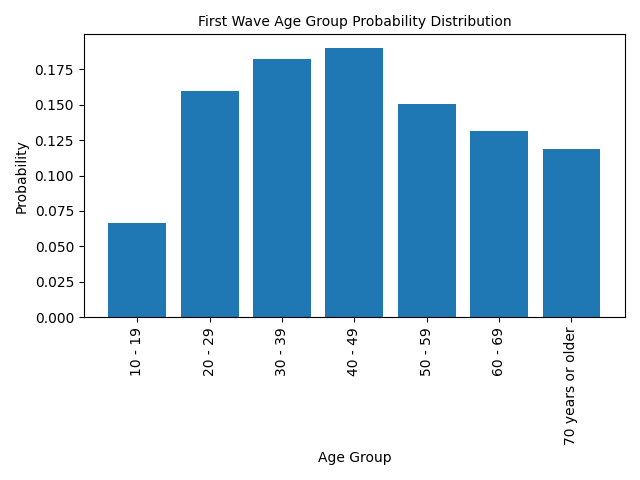 First Wave Age Group Probability Distribution
Probability
0.175
0.150
0.125
0.100
0.075
0.050
0.025
0.000
10 - 19
20 - 29
30 - 39
40 - 49
50 - 59
60 - 69
70 years or older
Age Group